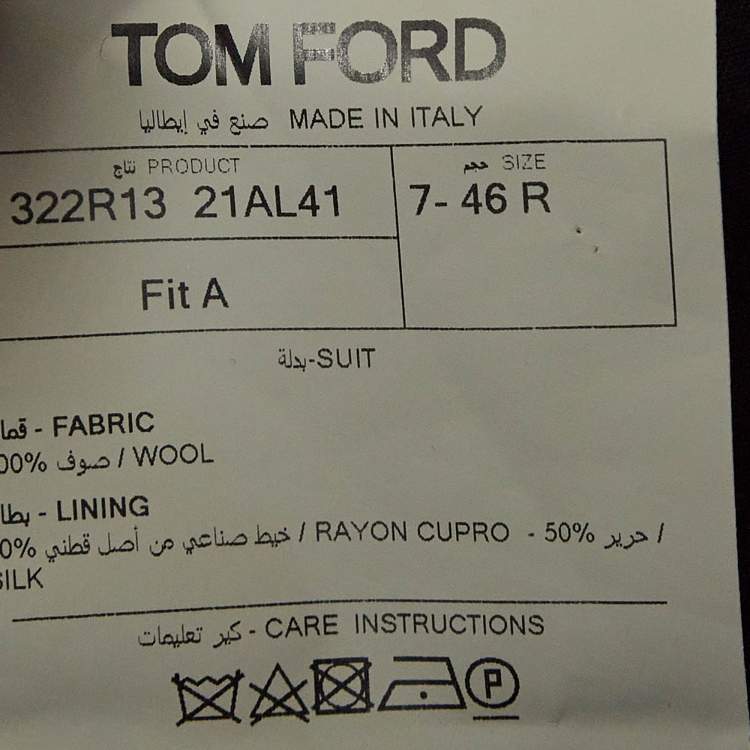 TOM FORD
صنع في إيطاليا MADE IN ITALY
نتاج PRODUCT
322R13 21AL41
حجم SIZE
7- 46 R
Fit A
بدلة-SUIT
- FABRIC
صوف / WOOL
- LINING
خيط صناعي من أصل قطني / RAYON CUPRO - 50% حرير /
SILK
كير تعليمات - CARE INSTRUCTIONS
P